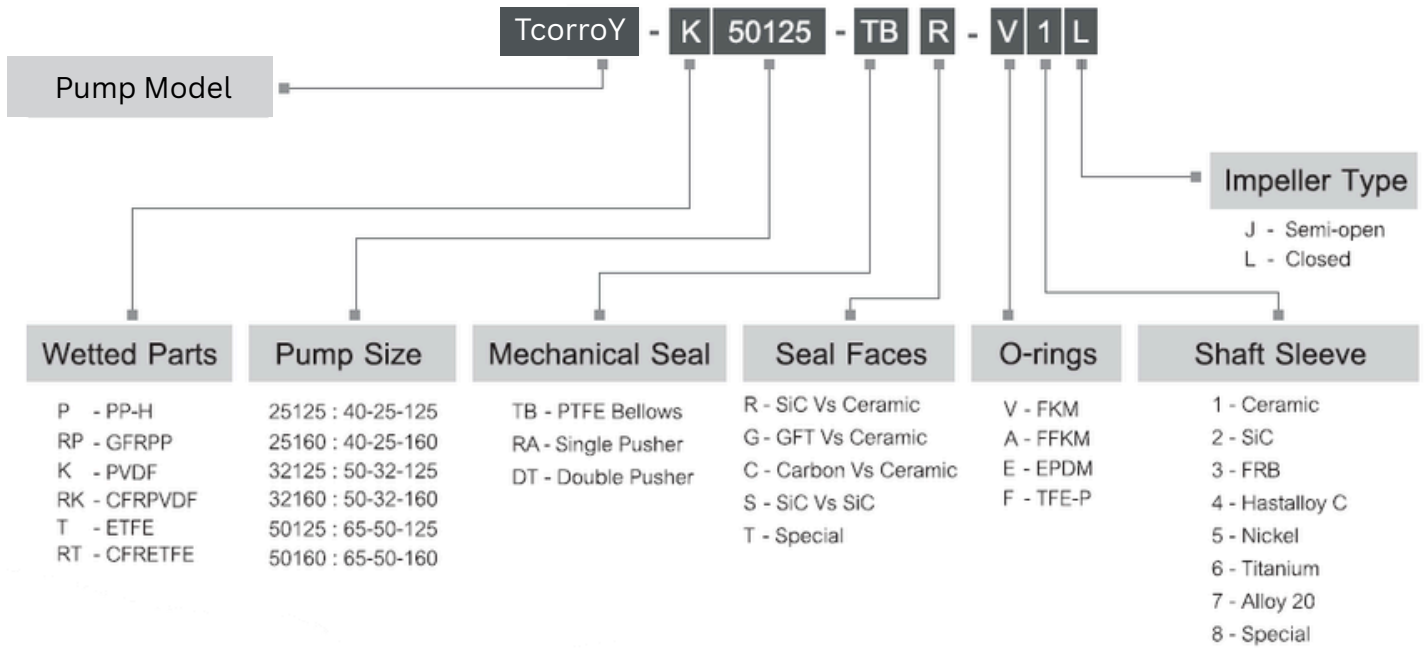 TcorroY - K 50125 - TB R - V 1 L
Pump Model
Impeller Type
J - Semi-open
L - Closed
Wetted Parts
P - PP-H
RP - GFRPP
K - PVDF
RK - CFRPVDF
T - ETFE
RT - CFRETFE
Pump Size
25125 : 40-25-125
25160 : 40-25-160
32125 : 50-32-125
32160 : 50-32-160
50125 : 65-50-125
50160 : 65-50-160
Mechanical Seal
TB - PTFE Bellows
RA - Single Pusher
DT - Double Pusher
Seal Faces
R - SiC Vs Ceramic
G - GFT Vs Ceramic
C - Carbon Vs Ceramic
S - SiC Vs SiC
T - Special
O-rings
V - FKM
A - FFKM
E - EPDM
F - TFE-P
Shaft Sleeve
1 - Ceramic
2 - SiC
3 - FRB
4 - Hastalloy C
5 - Nickel
6 - Titanium
7 - Alloy 20
8 - Special